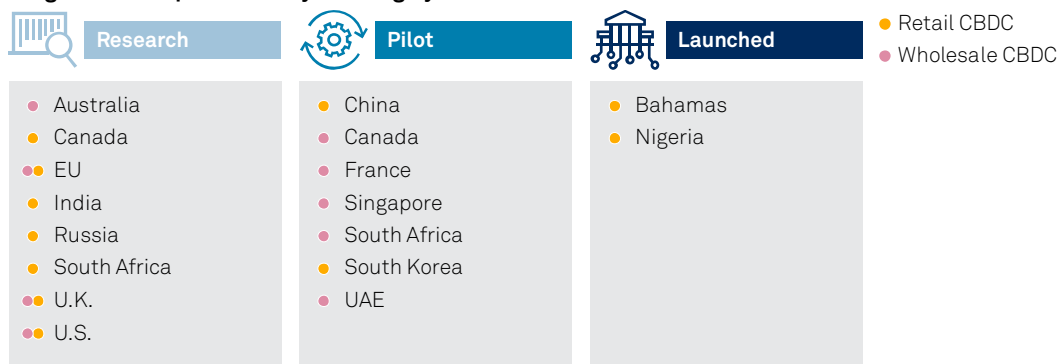 Research
Pilot
Launched
Retail CBDC
Wholesale CBDC
Australia
Canada
EU
India
Russia
South Africa
U.K.
U.S.
China
Canada
France
Singapore
South Africa
South Korea
UAE
Bahamas
Nigeria